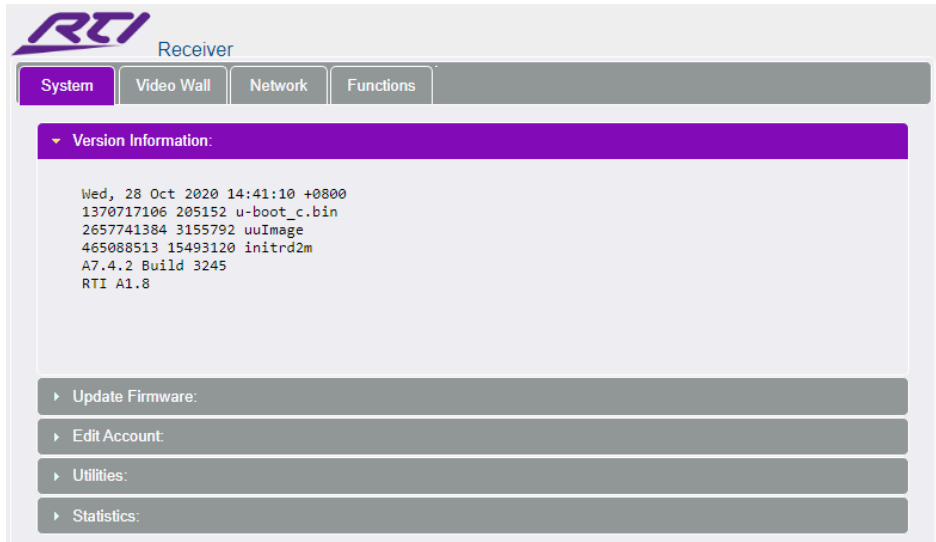 RTI
Receiver
System Video Wall Network Functions
Version Information:
Wed, 28 Oct 2020 14:41:10 +0800
1370717106 205152 u-boot_c.bin
2657741384 3155792 uuImage
465088513 15493120 initrd2m
A7.4.2 Build 3245
RTI A1.8
Update Firmware:
Edit Account:
Utilities:
Statistics: